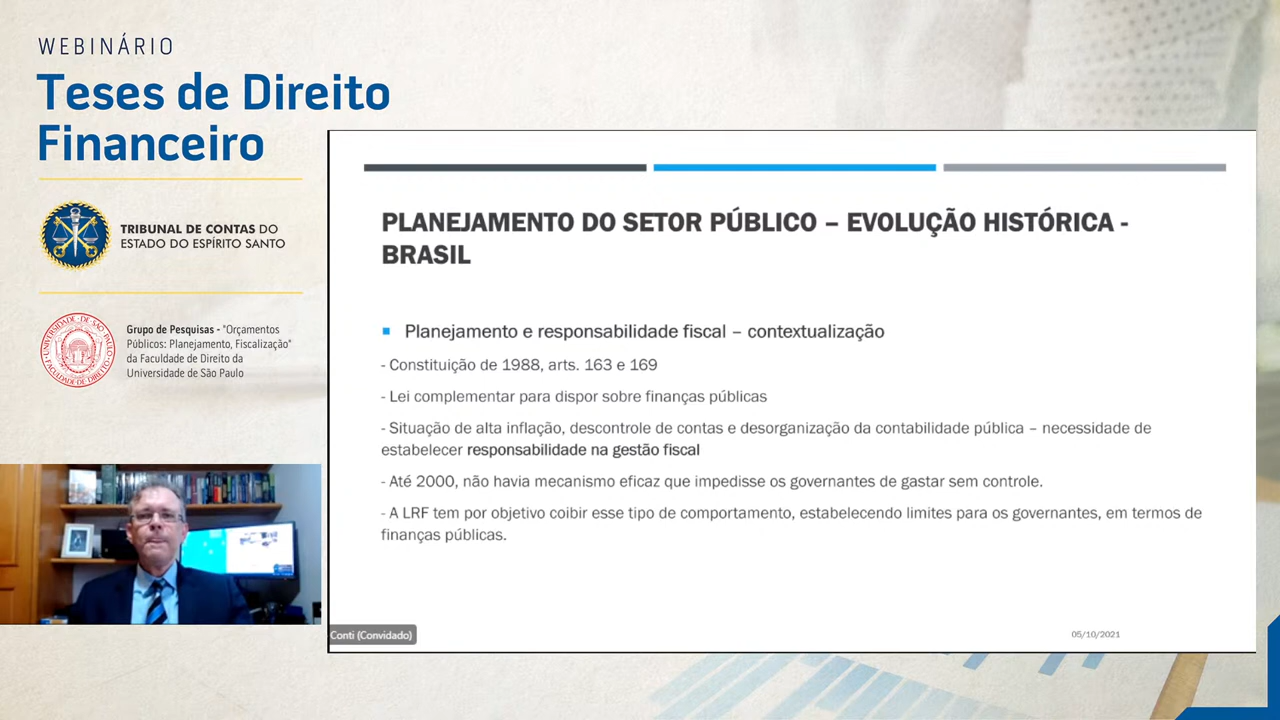 WEBINÁRIO
Teses de Direito
Financeiro
TRIBUNAL DE CONTAS DO
ESTADO DO ESPÍRITO SANTO
Grupo de Pesquisas - "Orçamentos
Públicos: Planejamento, Fiscalização"
da Faculdade de Direito da
Universidade de São Paulo
PLANEJAMENTO DO SETOR PÚBLICO – EVOLUÇÃO HISTÓRICA -
BRASIL
Planejamento e responsabilidade fiscal – contextualização
- Constituição de 1988, arts. 163 e 169
- Lei complementar para dispor sobre finanças públicas
- Situação de alta inflação, descontrole de contas e desorganização da contabilidade pública – necessidade de
estabelecer responsabilidade na gestão fiscal
- Até 2000, não havia mecanismo eficaz que impedisse os governantes de gastar sem controle.
- A LRF tem por objetivo coibir esse tipo de comportamento, estabelecendo limites para os governantes, em termos de
finanças públicas.
Conti (Convidado)
05/10/2021